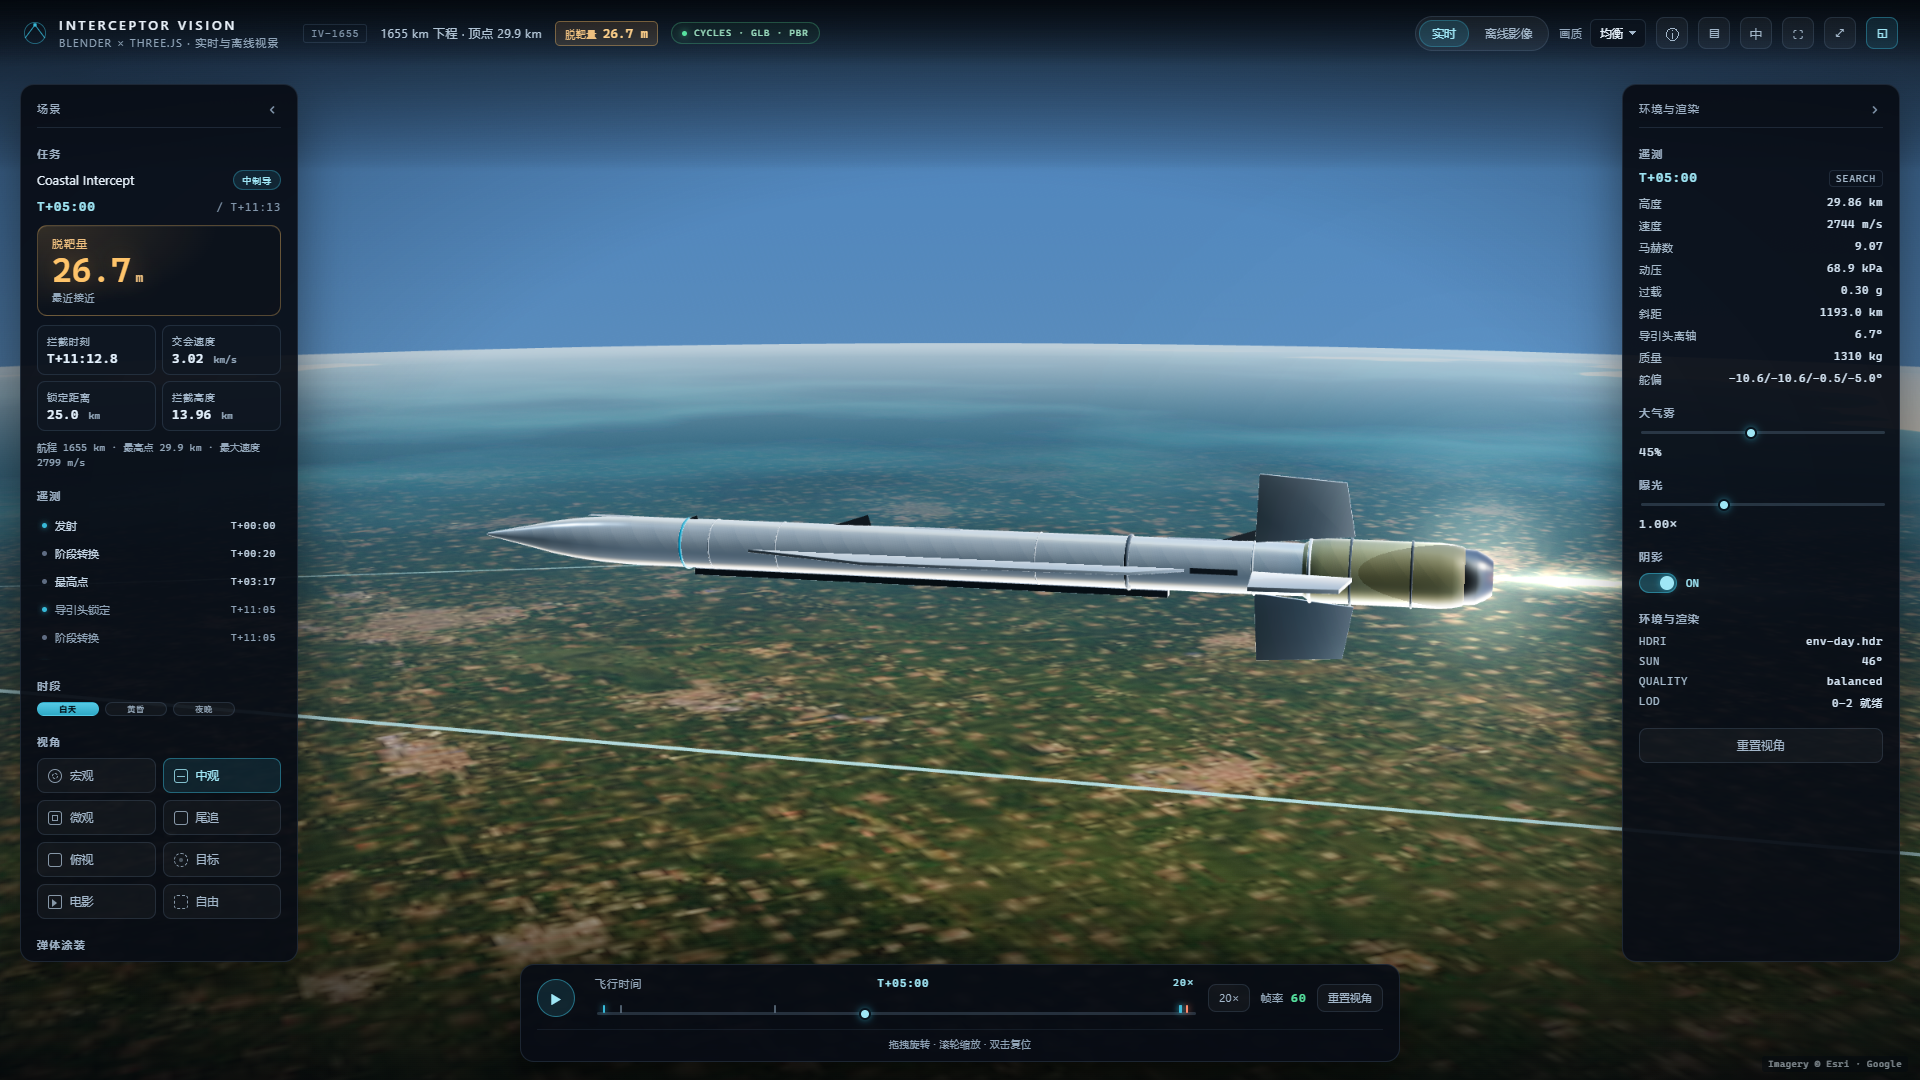 INTERCEPTOR VISION
BLENDER × THREE.JS · 实时与离线视景
IV-1655
1655 km 下程 · 顶点 29.9 km
脱靶量 26.7 m
CYCLES · GLB · PBR
实时
离线影像
画质
均衡
中
场景
任务
Coastal Intercept
中制导
T+05:00
/ T+11:13
脱靶量
26.7 m
最近接近
拦截时刻
T+11:12.8
交会速度
3.02 km/s
锁定距离
25.0 km
拦截高度
13.96 km
航程 1655 km · 最高点 29.9 km · 最大速度
2799 m/s
遥测
发射 T+00:00
阶段转换 T+00:20
最高点 T+03:17
导引头锁定 T+11:05
阶段转换 T+11:05
时段
白天
黄昏
夜晚
视角
宏观
中观
微观
尾追
俯视
目标
电影
自由
弹体涂装
环境与渲染
遥测
T+05:00
SEARCH
高度 29.86 km
速度 2744 m/s
马赫数 9.07
动压 68.9 kPa
过载 0.30 g
斜距 1193.0 km
导引头离轴 6.7°
质量 1310 kg
舵偏 -10.6/-10.6/-0.5/-5.0°
大气雾
45%
曝光
1.00×
阴影
ON
环境与渲染
HDRI env-day.hdr
SUN 46°
QUALITY balanced
LOD 0-2 就绪
重置视角
飞行时间
T+05:00
20×
20×
帧率 60
重置视角
拖拽旋转 · 滚轮缩放 · 双击复位
Imagery © Esri · Google